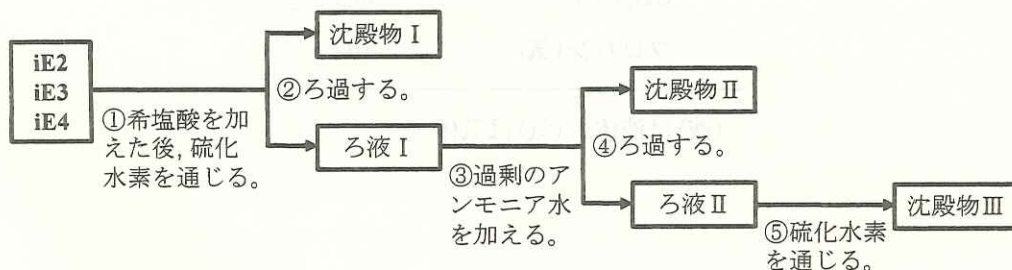 iE2
iE3
iE4
①希塩酸を加
えた後, 硫化
水素を通じる。
②ろ過する。
沈殿物Ⅰ
ろ液Ⅰ
③過剰のア
ンモニア水
を加える。
④ろ過する。
沈殿物Ⅱ
ろ液Ⅱ
⑤硫化水素
を通じる。
沈殿物Ⅲ